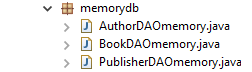 memorydb
AuthorDAOmemory.java
BookDAOmemory.java
PublisherDAOmemory.java